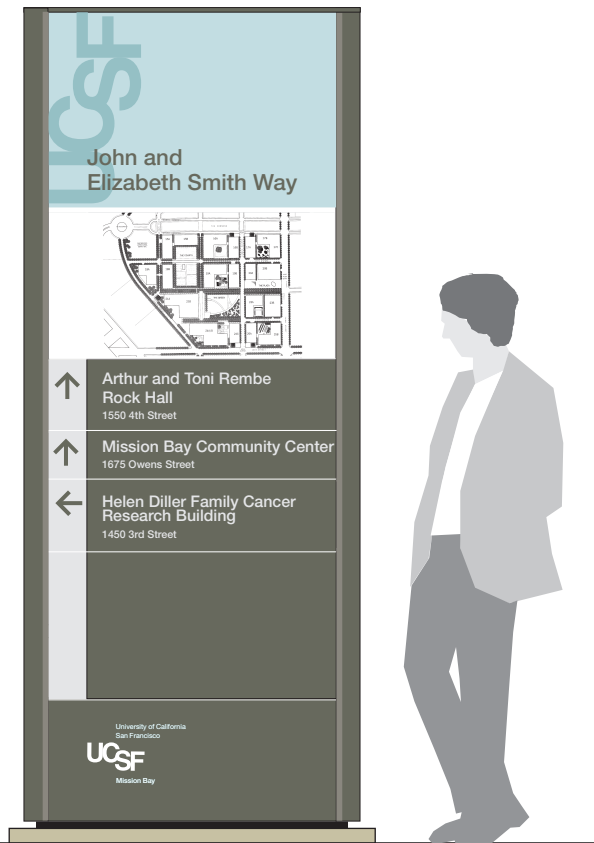 UCSF
John and
Elizabeth Smith Way
Arthur and Toni Rembe
Rock Hall
1550 4th Street
Mission Bay Community Center
1675 Owens Street
Helen Diller Family Cancer
Research Building
1450 3rd Street
University of California
San Francisco
UCSF
Mission Bay